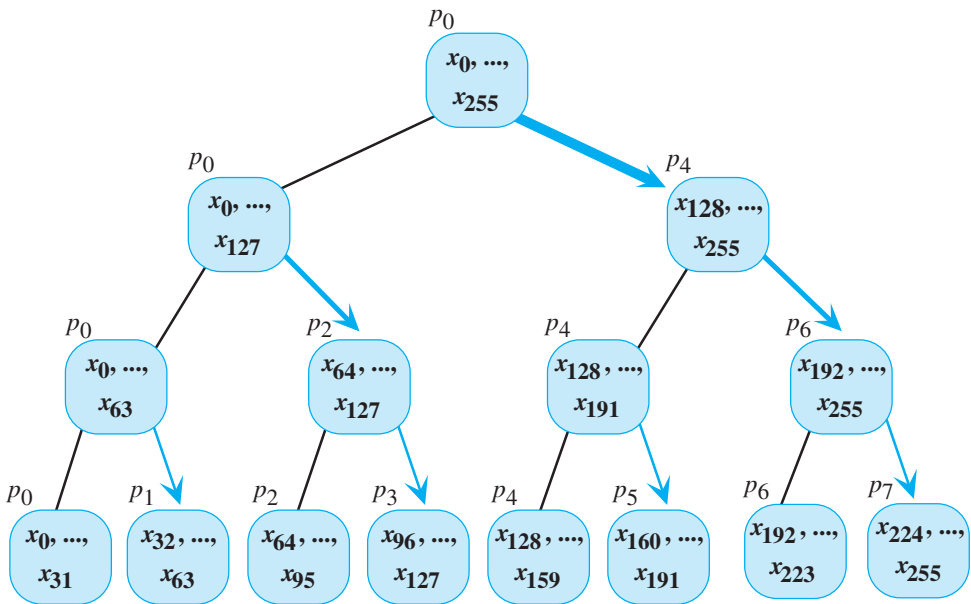 p0
x0, ...,
x255
p0
x0, ...,
x127
p4
x128, ...,
x255
p0
x0, ...,
x63
p2
x64, ...,
x127
p4
x128, ...,
x191
p6
x192, ...,
x255
p0
x0, ...,
x31
p1
x32, ...,
x63
p2
x64, ...,
x95
p3
x96, ...,
x127
p4
x128, ...,
x159
p5
x160, ...,
x191
p6
x192, ...,
x223
p7
x224, ...,
x255